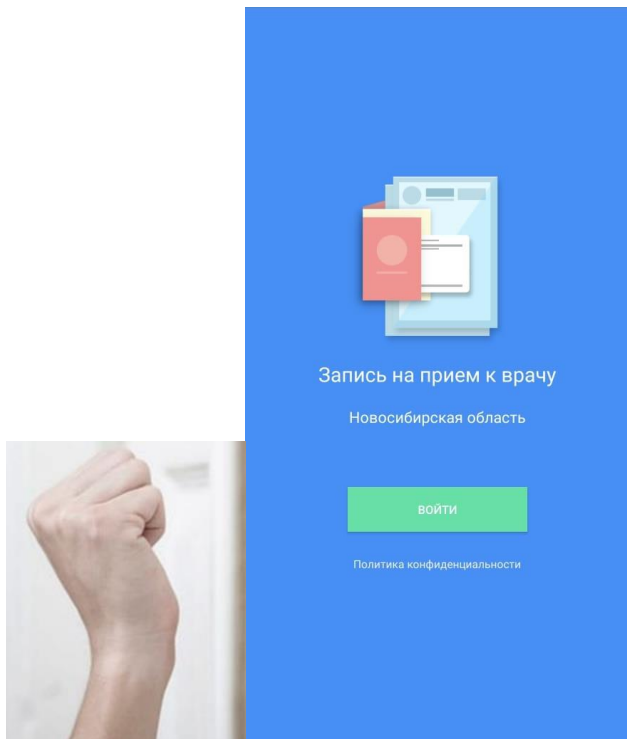 Запись на прием к врачу
Новосибирская область
ВОЙТИ
Политика конфиденциальности